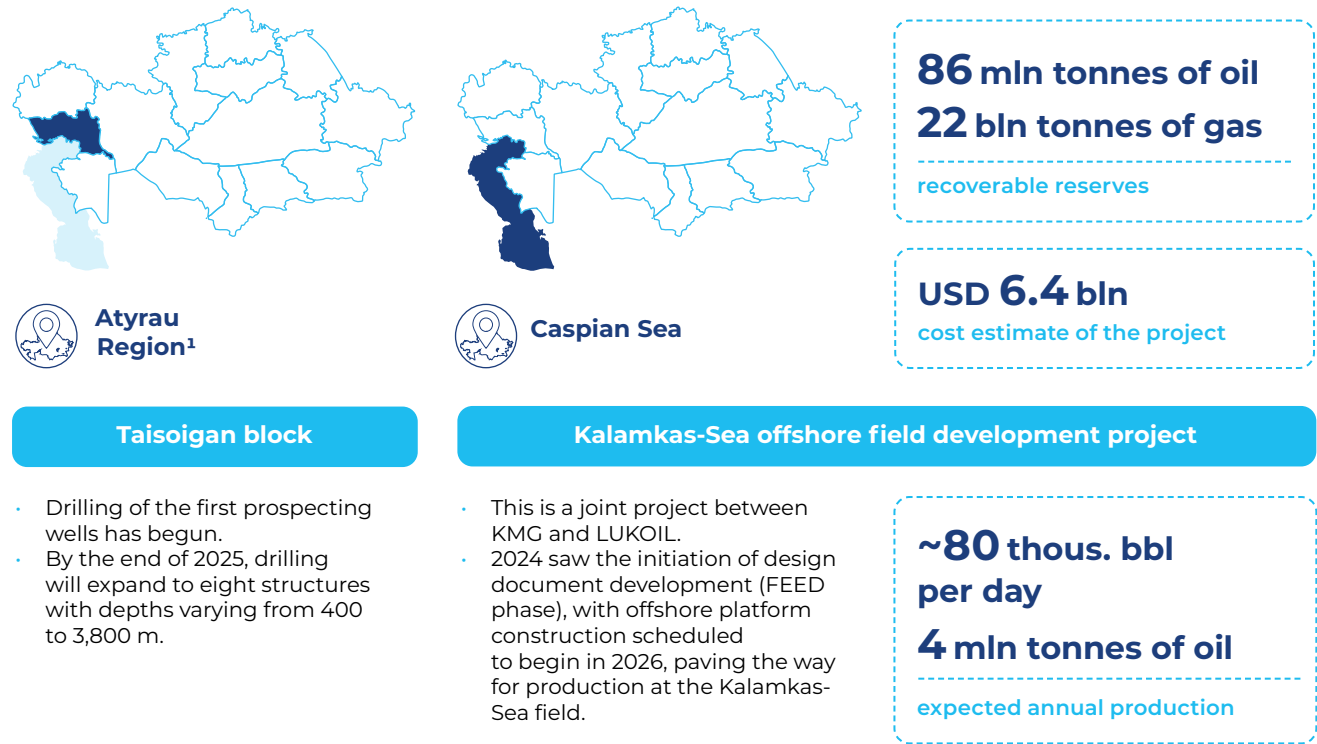 Atyrau
Region¹
Caspian Sea
86 mln tonnes of oil
22 bln tonnes of gas
recoverable reserves
USD 6.4 bln
cost estimate of the project
Taisoigan block
• Drilling of the first prospecting
wells has begun.
• By the end of 2025, drilling
will expand to eight structures
with depths varying from 400
to 3,800 m.
Kalamkas-Sea offshore field development project
• This is a joint project between
KMG and LUKOIL.
• 2024 saw the initiation of design
document development (FEED
phase), with offshore platform
construction scheduled
to begin in 2026, paving the way
for production at the Kalamkas-
Sea field.
~80 thous. bbl
per day
4 mln tonnes of oil
expected annual production